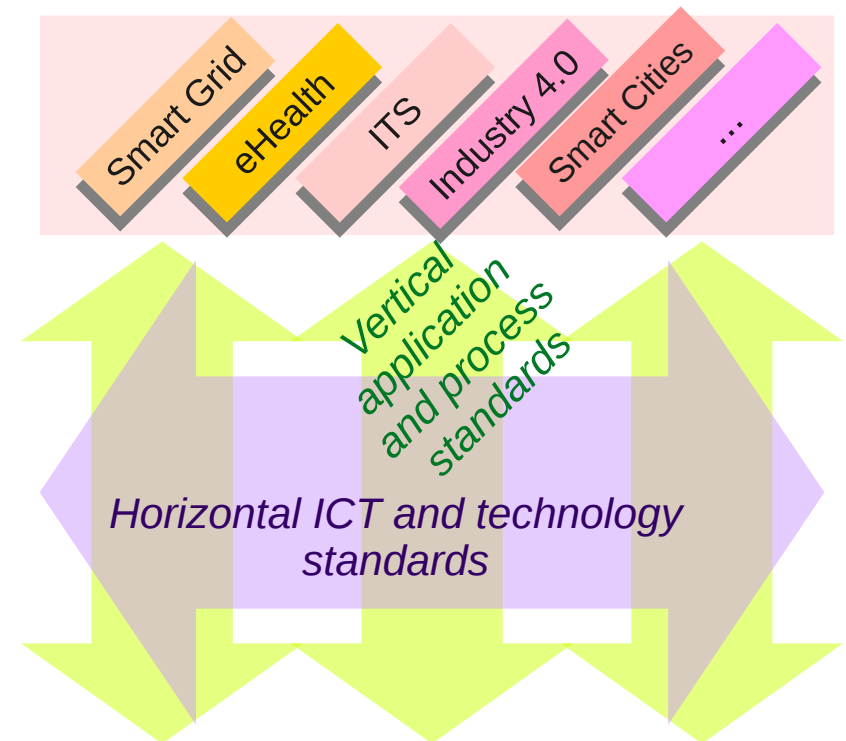 Smart Grid
eHealth
ITS
Industry 4.0
Smart Cities
...
Vertical
application
and process
standards
Horizontal ICT and technology
standards